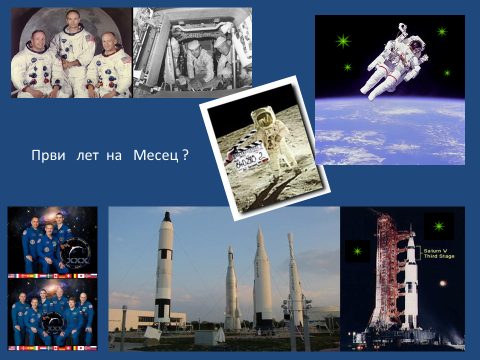 Први лет на Месец ?
Saturn V
Third Stage